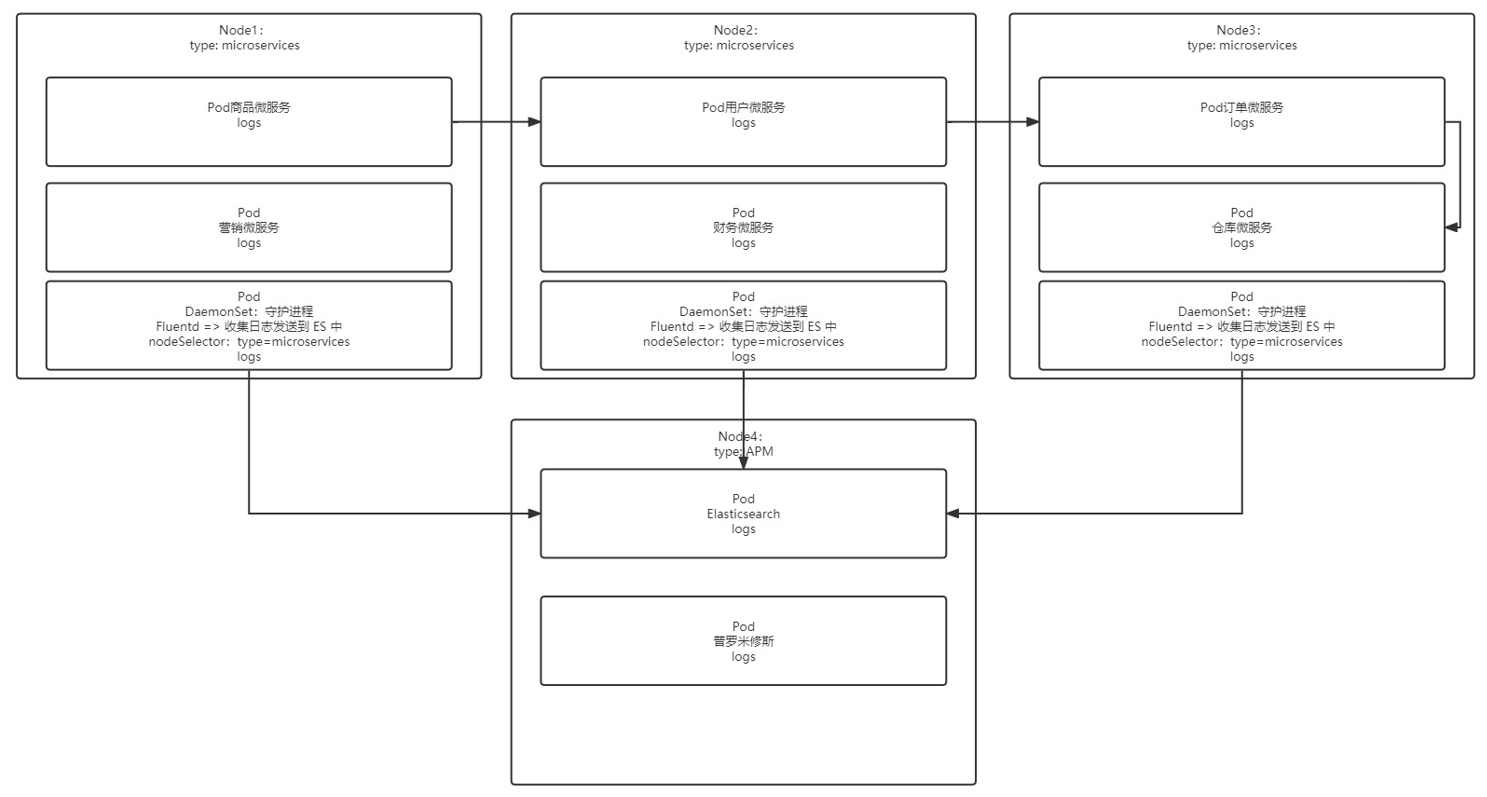 Node1：
type: microservices
Pod商品微服务
logs
Pod
营销微服务
logs
Pod
DaemonSet：守护进程
Fluentd => 收集日志发送到 ES 中
nodeSelector：type=microservices
logs
Node2：
type: microservices
Pod用户微服务
logs
Pod
财务微服务
logs
Pod
DaemonSet：守护进程
Fluentd => 收集日志发送到 ES 中
nodeSelector：type=microservices
logs
Node3：
type: microservices
Pod订单微服务
logs
Pod
仓库微服务
logs
Pod
DaemonSet：守护进程
Fluentd => 收集日志发送到 ES 中
nodeSelector：type=microservices
logs
Node4：
type: APM
Pod
Elasticsearch
logs
Pod
普罗米修斯
logs